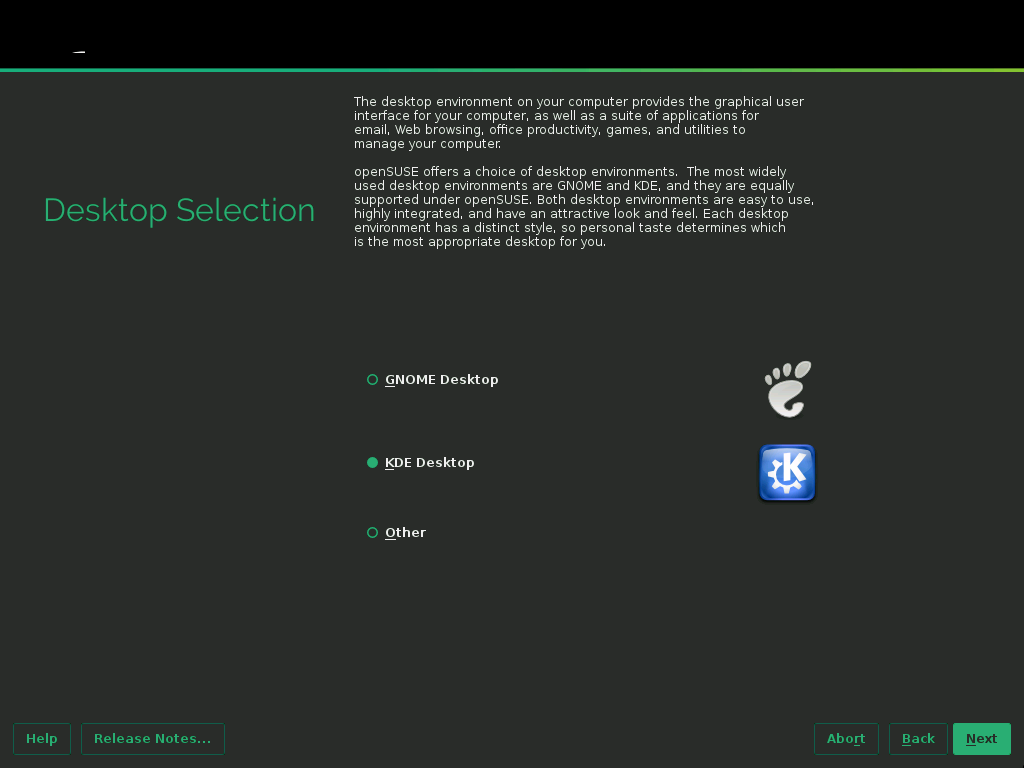 The desktop environment on your computer provides the graphical user
interface for your computer, as well as a suite of applications for
email, Web browsing, office productivity, games, and utilities to
manage your computer.
openSUSE offers a choice of desktop environments.  The most widely
used desktop environments are GNOME and KDE, and they are equally
supported under openSUSE. Both desktop environments are easy to use,
highly integrated, and have an attractive look and feel. Each desktop
environment has a distinct style, so personal taste determines which
is the most appropriate desktop for you.
Desktop Selection
GNOME Desktop
KDE Desktop
Other
Help
Release Notes...
Abort
Back
Next